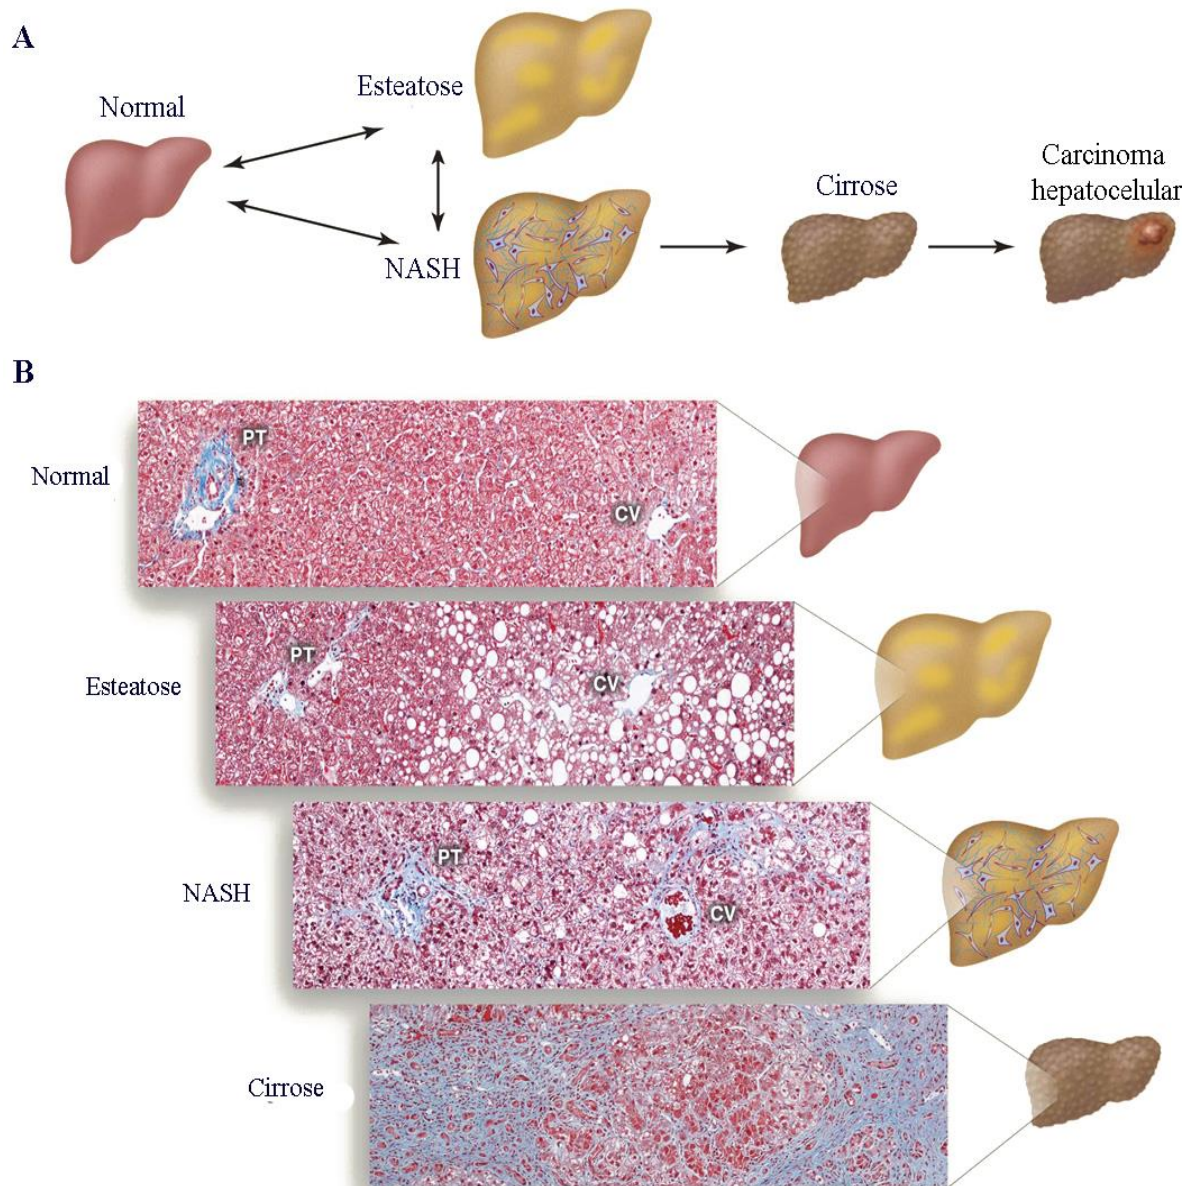 A
Normal
Esteatose
NASH
Cirrose
Carcinoma
hepatocelular
B
Normal
PT
CV
Esteatose
PT
CV
NASH
PT
CV
Cirrose